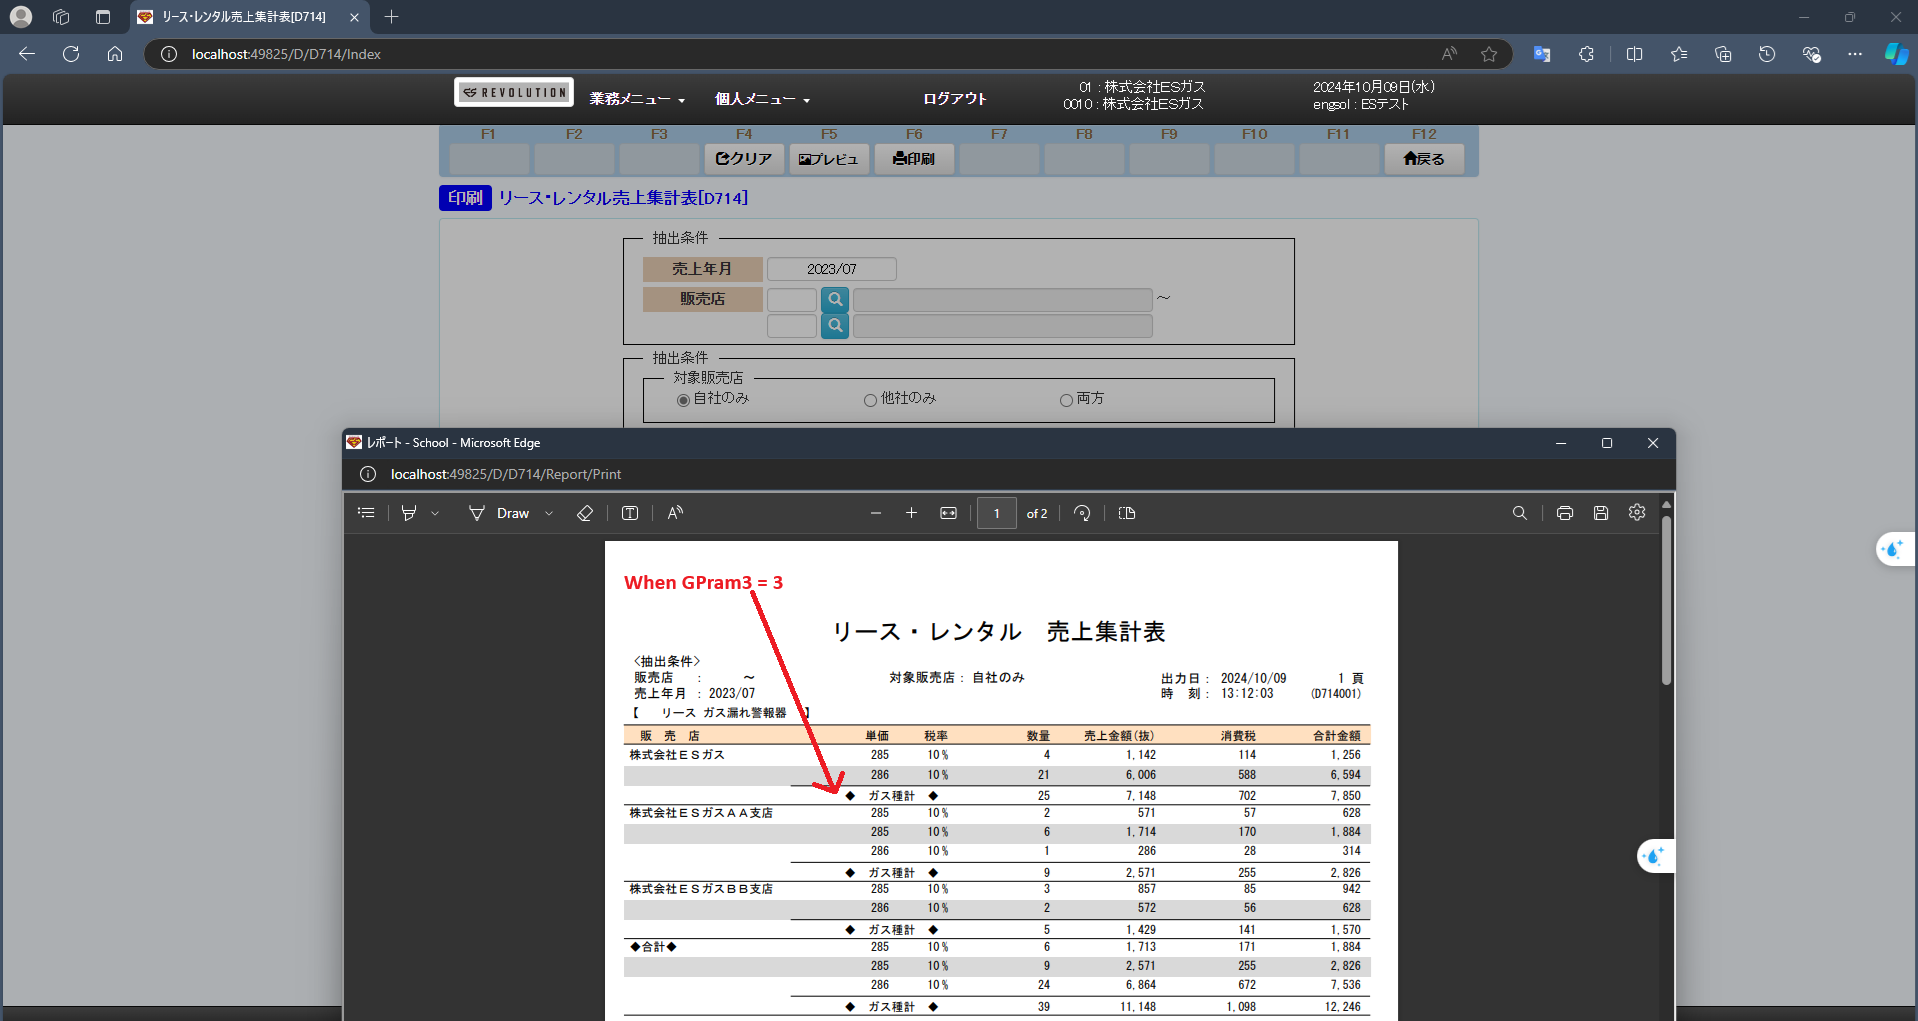 リース・レンタル売上集計表[D714]
localhost:49825/D/D714/Index
REVOLUTION
業務メニュー
個人メニュー
ログアウト
01 : 株式会社ESガス
0010 : 株式会社ESガス
2024年10月09日(水)
engsol : ESテスト
F1 F2 F3 F4 F5 F6 F7 F8 F9 F10 F11 F12
クリア プレビュ 印刷 戻る
印刷 リース・レンタル売上集計表[D714]
抽出条件
売上年月 2023/07
販売店 ～
抽出条件
対象販売店
自社のみ 他社のみ 両方
レポート - School - Microsoft Edge
localhost:49825/D/D714/Report/Print
Draw 1 of 2
When GPram3 = 3
リース・レンタル 売上集計表
<抽出条件>
販売店 : ～ 対象販売店 : 自社のみ 出力日 : 2024/10/09 1 頁
売上年月 : 2023/07 時 刻 : 13:12:03 (D714001)
【 リース ガス漏れ警報器 】
販 売 店 単価 税率 数量 売上金額(抜) 消費税 合計金額
株式会社ＥＳガス 285 10% 4 1,142 114 1,256
286 10% 21 6,006 588 6,594
◆ ガス種計 ◆ 25 7,148 702 7,850
株式会社ＥＳガスＡＡ支店 285 10% 2 571 57 628
285 10% 6 1,714 170 1,884
286 10% 1 286 28 314
◆ ガス種計 ◆ 9 2,571 255 2,826
株式会社ＥＳガスＢＢ支店 285 10% 3 857 85 942
286 10% 2 572 56 628
◆ ガス種計 ◆ 5 1,429 141 1,570
◆合計◆ 285 10% 6 1,713 171 1,884
285 10% 9 2,571 255 2,826
286 10% 24 6,864 672 7,536
◆ ガス種計 ◆ 39 11,148 1,098 12,246